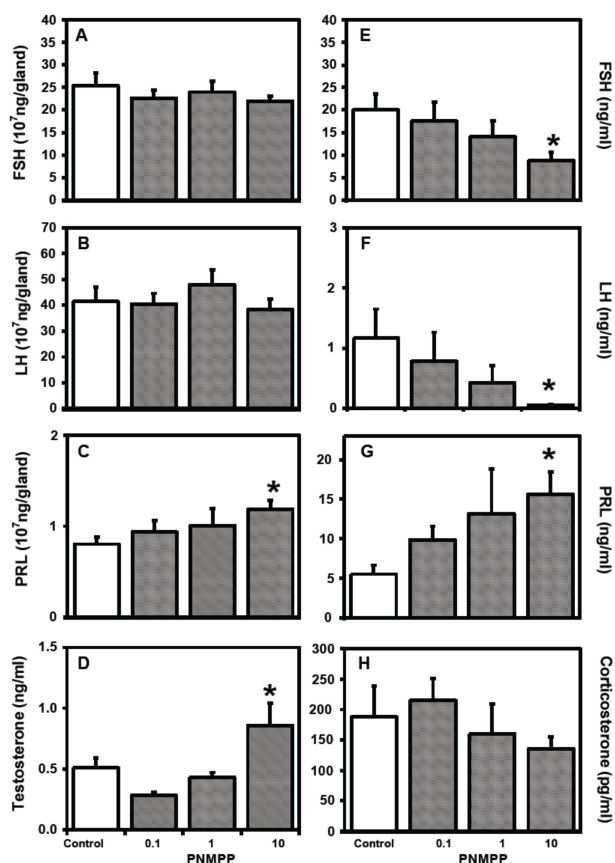 A
FSH (10⁷ng/gland)
40
35
30
25
20
15
10
5
0
E
FSH (ng/ml)
40
35
30
25
20
15
10
5
0
*
B
LH (10⁷ng/gland)
70
60
50
40
30
20
10
0
F
LH (ng/ml)
3
2
1
0
*
C
PRL (10⁷ng/gland)
2
1
0
*
G
PRL (ng/ml)
20
15
10
5
0
*
D
Testosterone (ng/ml)
1.5
1.0
0.5
0.0
*
Control 0.1 1 10
PNMPP
H
Corticosterone (pg/ml)
300
250
200
150
100
50
0
Control 0.1 1 10
PNMPP